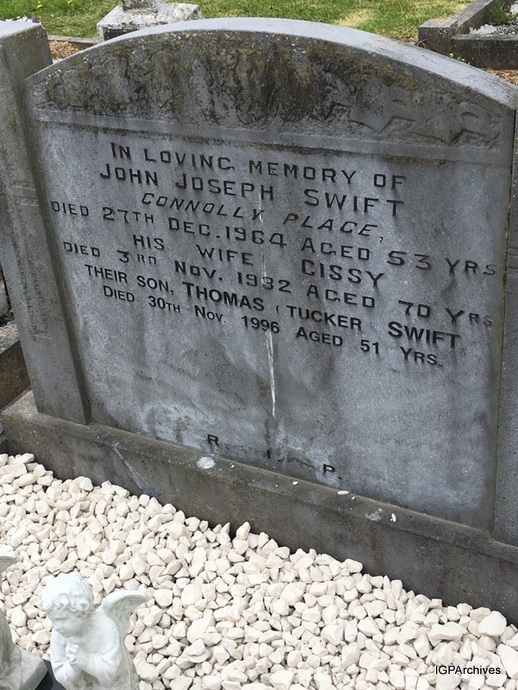 IN LOVING MEMORY OF
JOHN JOSEPH SWIFT
CONNOLLY PLACE,
DIED 27TH DEC. 1964 AGED 53 YRS
HIS WIFE CISSY
DIED 3RD NOV. 1982 AGED 70 YRS
THEIR SON, THOMAS (TUCKER SWIFT
DIED 30TH NOV. 1996 AGED 51 YRS.
R. I. P.
IGPArchives